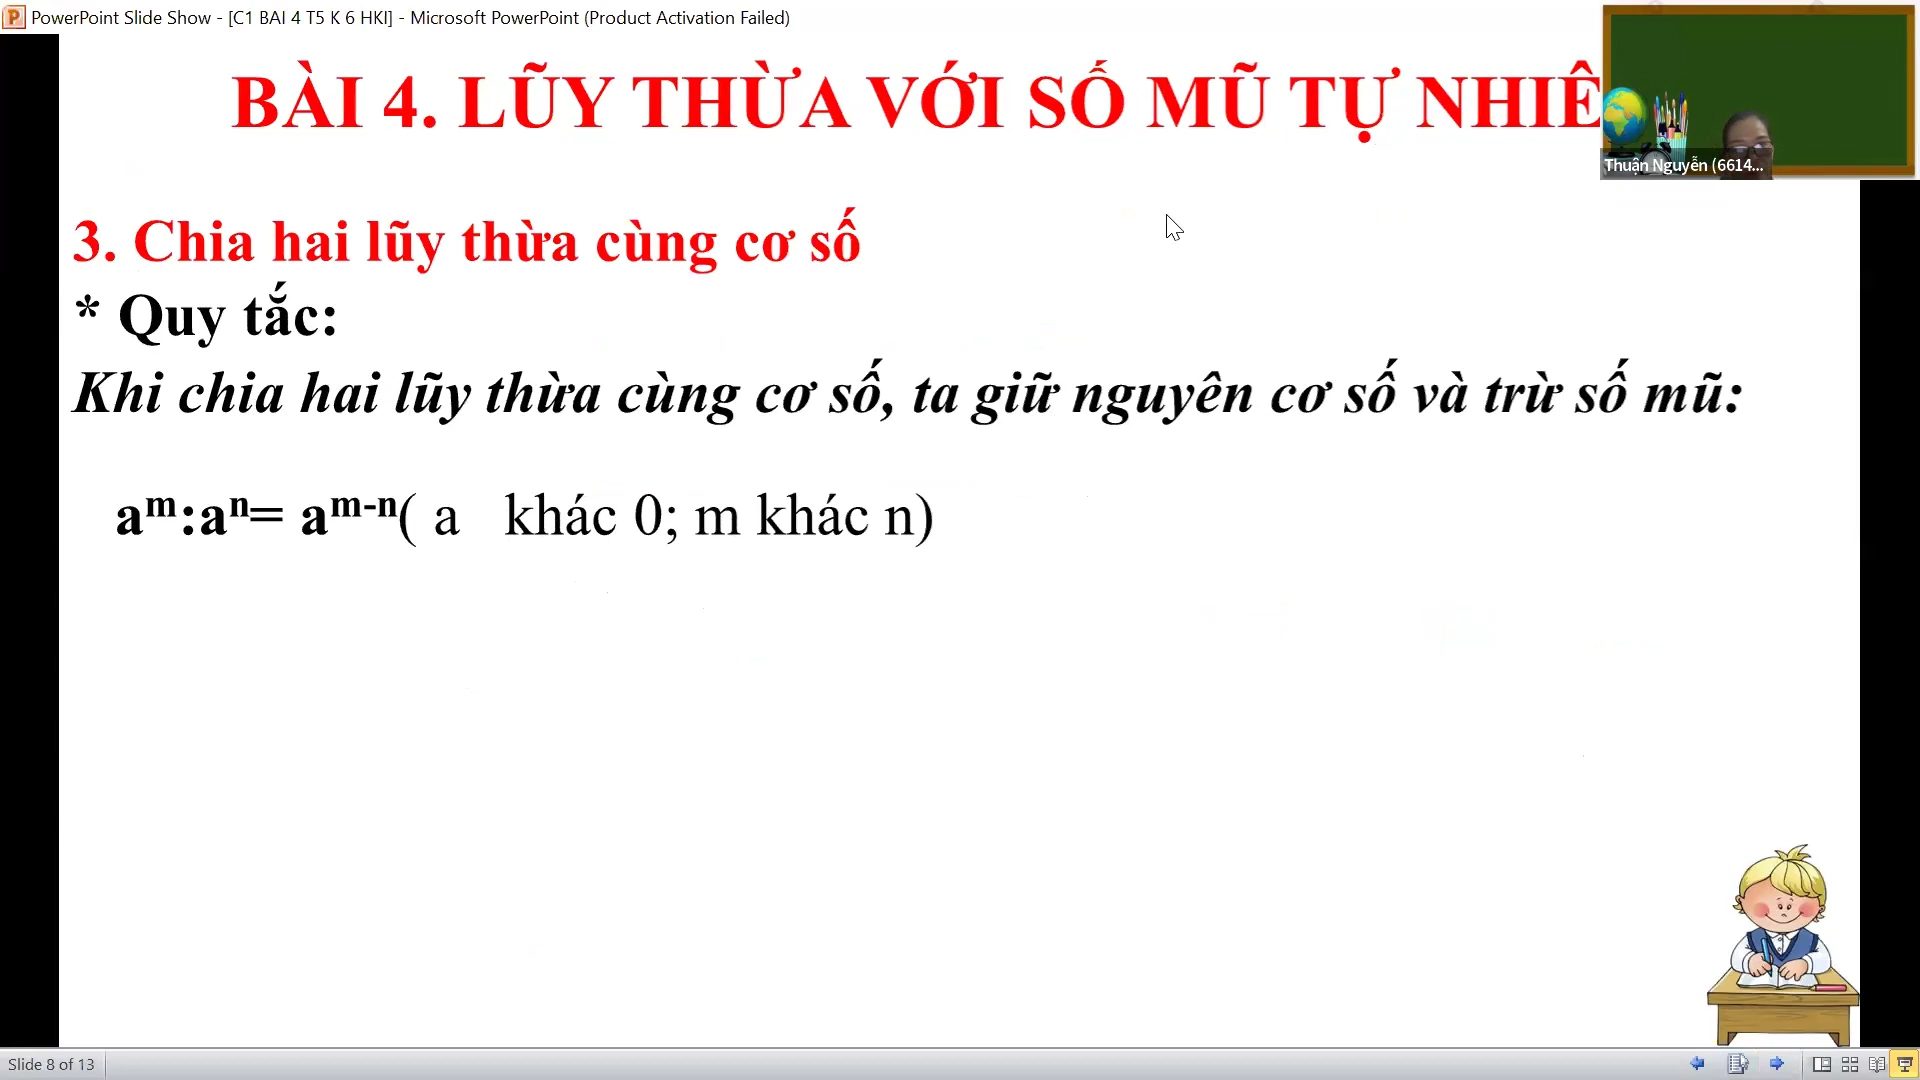 PowerPoint Slide Show - [C1 BAI 4 T5 K 6 HKI] - Microsoft PowerPoint (Product Activation Failed)
BÀI 4. LŨY THỪA VỚI SỐ MŨ TỰ NHIÊ
Thuận Nguyễn (6614...
3. Chia hai lũy thừa cùng cơ số
* Quy tắc:
Khi chia hai lũy thừa cùng cơ số, ta giữ nguyên cơ số và trừ số mũ:
aᵐ:aⁿ= aᵐ⁻ⁿ( a khác 0; m khác n)
Slide 8 of 13